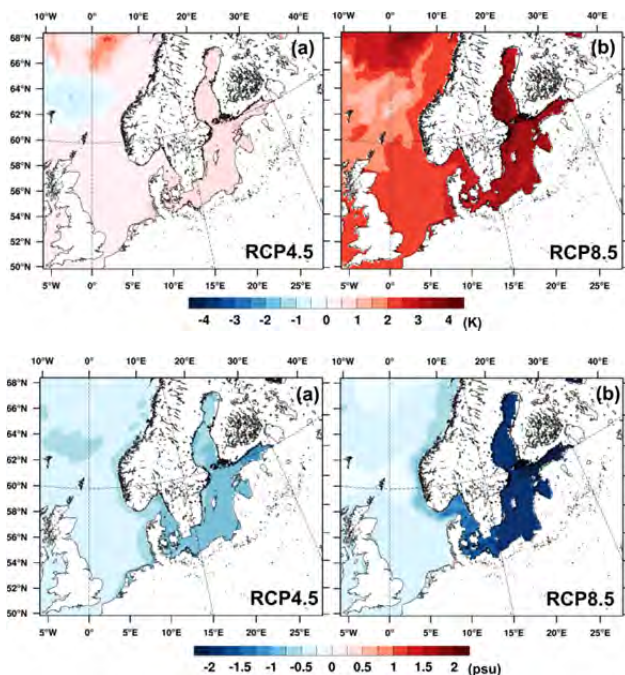 10°W 0° 10°E 20°E 30°E 40°E 10°W 0° 10°E 20°E 30°E 40°E
68°N (a) 68°N (b)
66°N 66°N
64°N 64°N
62°N 62°N
60°N 60°N
58°N 58°N
56°N 56°N
54°N 54°N
52°N 52°N
50°N RCP4.5 50°N RCP8.5
5°W 0° 5°E 10°E 15°E 20°E 25°E 5°W 0° 5°E 10°E 15°E 20°E 25°E
-4 -3 -2 -1 0 1 2 3 4 (K)
10°W 0° 10°E 20°E 30°E 40°E 10°W 0° 10°E 20°E 30°E 40°E
68°N (a) 68°N (b)
66°N 66°N
64°N 64°N
62°N 62°N
60°N 60°N
58°N 58°N
56°N 56°N
54°N 54°N
52°N 52°N
50°N RCP4.5 50°N RCP8.5
5°W 0° 5°E 10°E 15°E 20°E 25°E 5°W 0° 5°E 10°E 15°E 20°E 25°E
-2 -1.5 -1 -0.5 0 0.5 1 1.5 2 (psu)